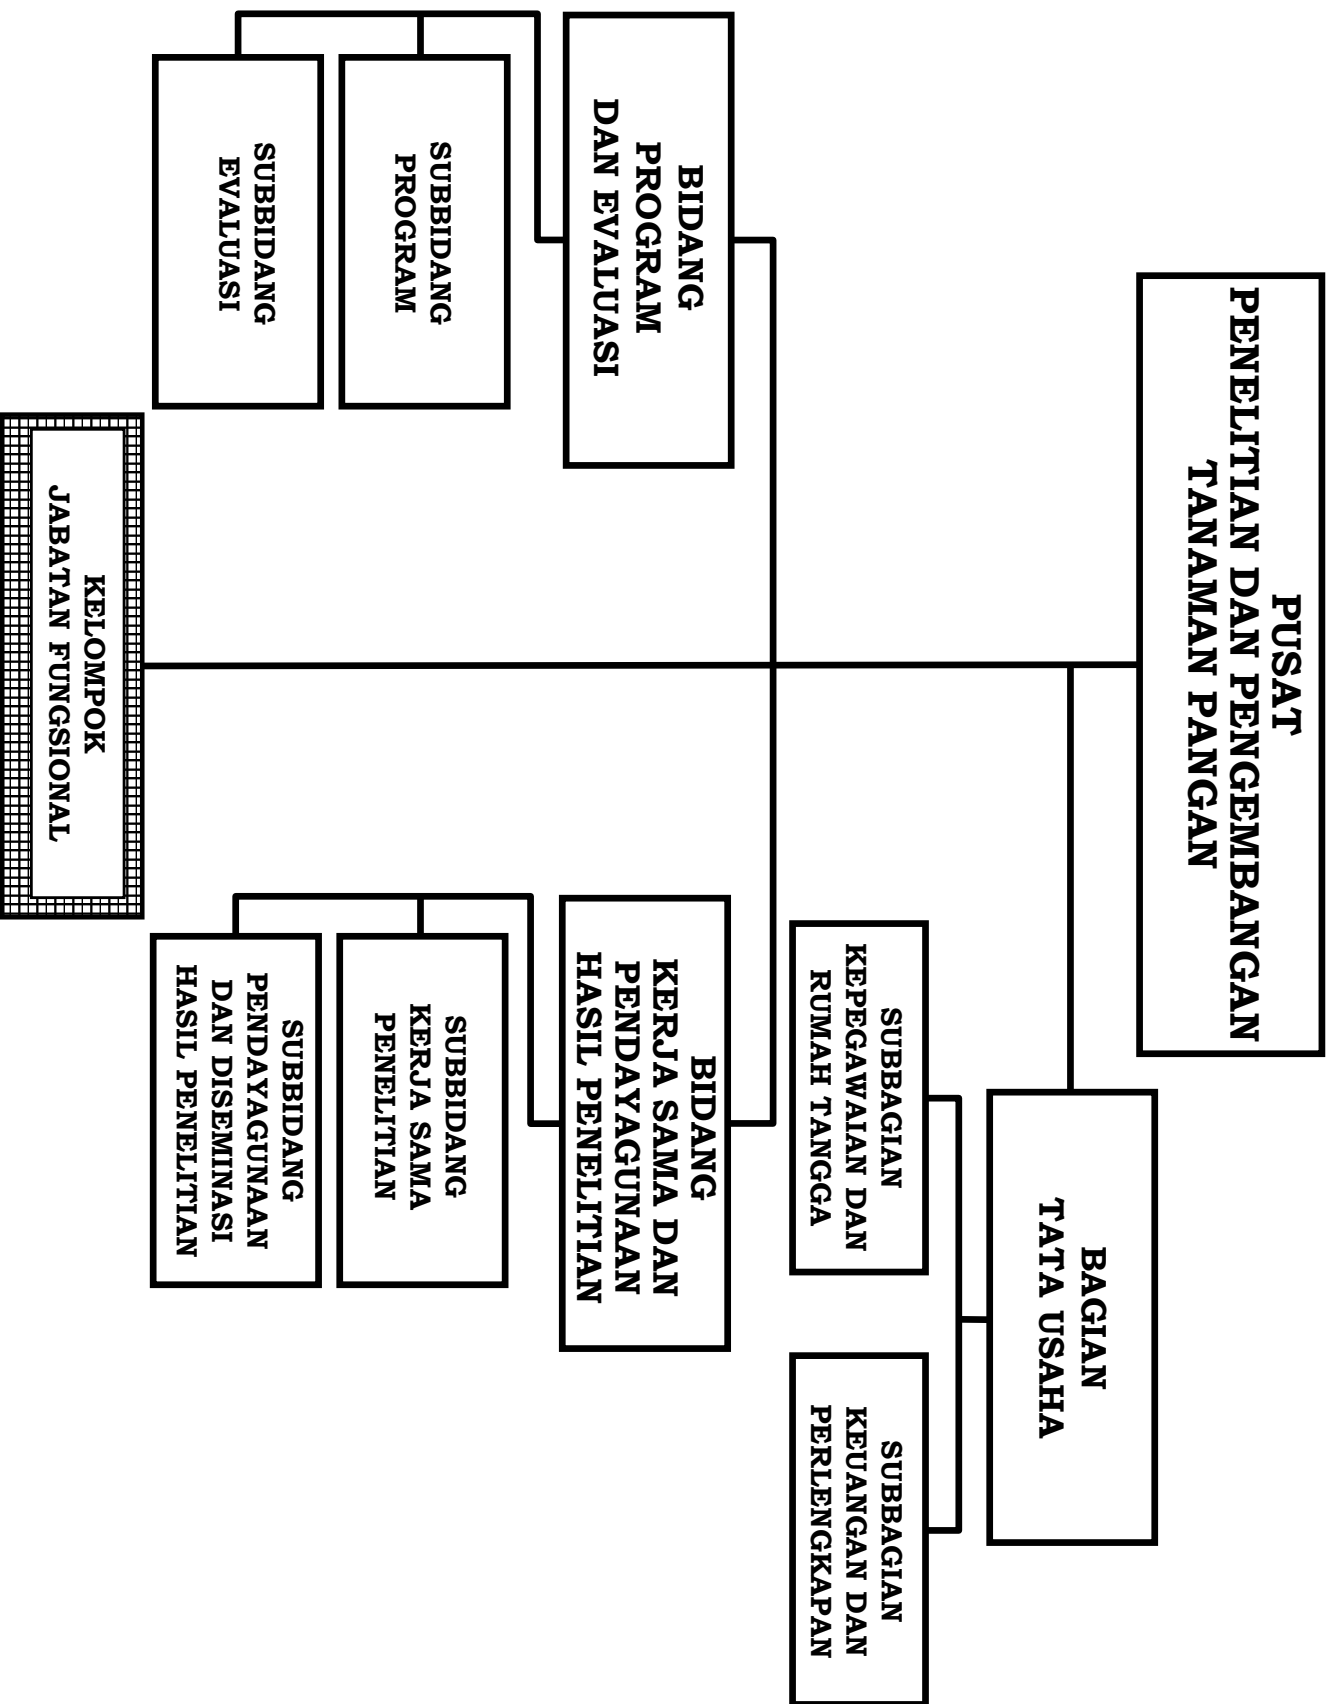 PUSAT
PENELITIAN DAN PENGEMBANGAN
TANAMAN PANGAN
BAGIAN
TATA USAHA
SUBBAGIAN
KEPEGAWAIAN DAN
RUMAH TANGGA
SUBBAGIAN
KEUANGAN DAN
PERLENGKAPAN
BIDANG
PROGRAM
DAN EVALUASI
BIDANG
KERJA SAMA DAN
PENDAYAGUNAAN
HASIL PENELITIAN
SUBBIDANG
PROGRAM
SUBBIDANG
EVALUASI
SUBBIDANG
KERJA SAMA
PENELITIAN
SUBBIDANG
PENDAYAGUNAAN
DAN DISEMINASI
HASIL PENELITIAN
KELOMPOK
JABATAN FUNGSIONAL